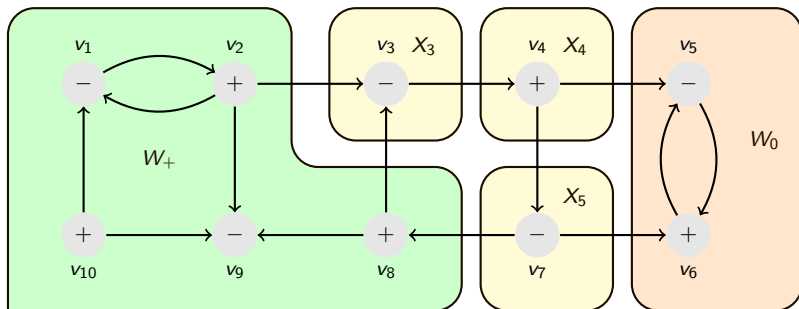 v₁ v₂ v₃ X₃ v₄ X₄ v₅
− + − + −
W₊ W₀
X₅
+ − + − +
v₁₀ v₉ v₈ v₇ v₆